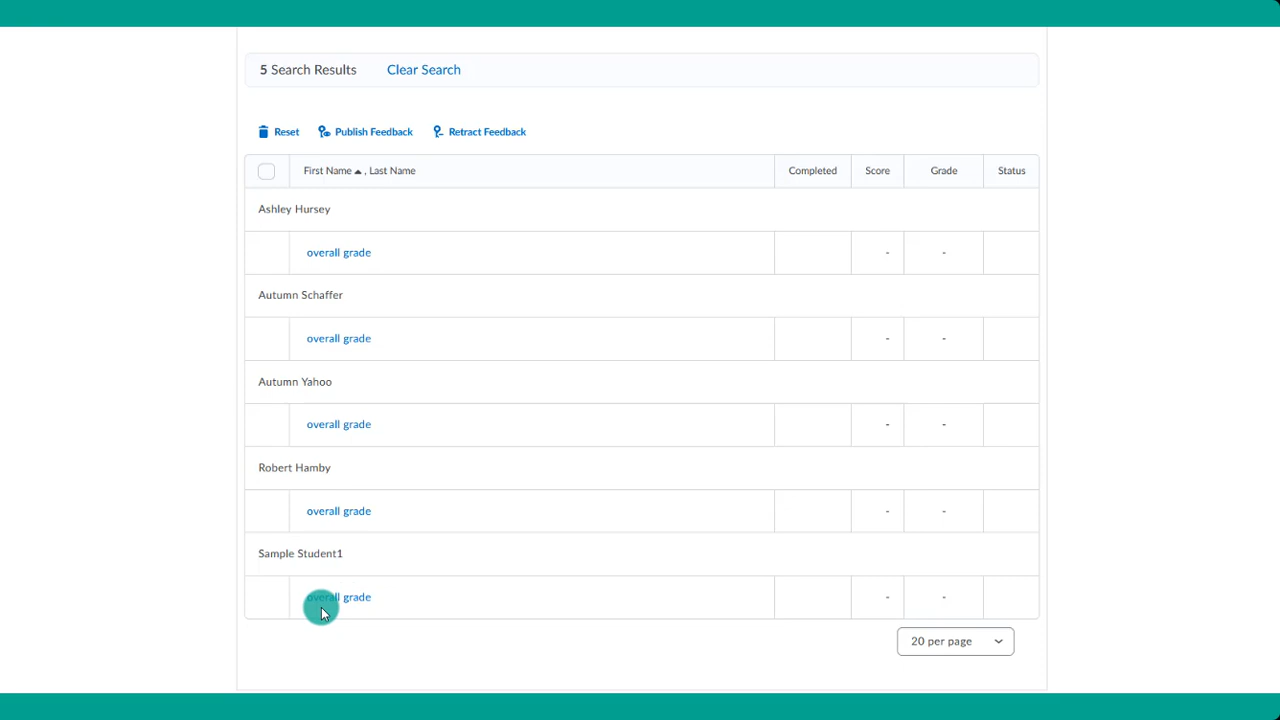 5 Search Results Clear Search
Reset Publish Feedback Retract Feedback
First Name , Last Name Completed Score Grade Status
Ashley Hursey
overall grade - -
Autumn Schaffer
overall grade - -
Autumn Yahoo
overall grade - -
Robert Hamby
overall grade - -
Sample Student1
overall grade - -
20 per page